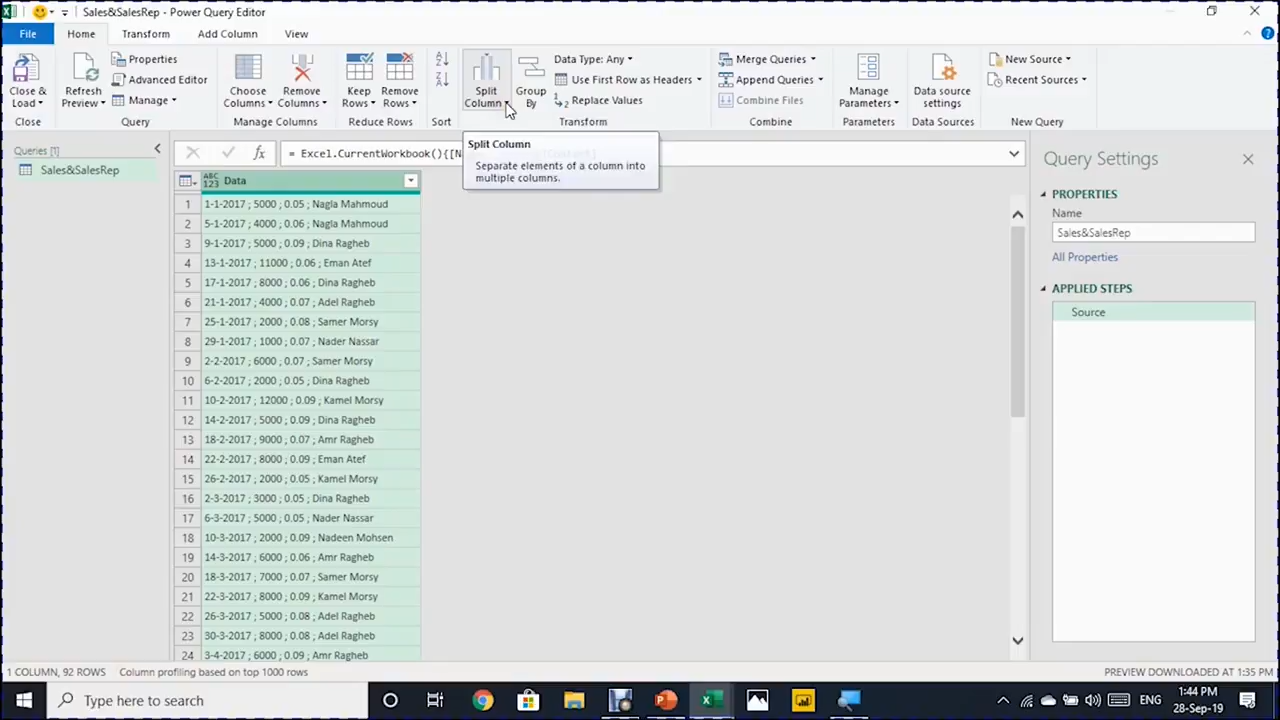 Sales&SalesRep - Power Query Editor
File
Home
Transform
Add Column
View
Close & Load
Close
Refresh Preview
Properties
Advanced Editor
Manage
Query
Choose Columns
Remove Columns
Manage Columns
Keep Rows
Remove Rows
Reduce Rows
Sort
Split Column
Group By
Data Type: Any
Use First Row as Headers
Replace Values
Transform
Merge Queries
Append Queries
Combine Files
Combine
Manage Parameters
Parameters
Data source settings
Data Sources
New Source
Recent Sources
New Query
Queries [1]
Sales&SalesRep
fx
= Excel.CurrentWorkbook(){[N
Split Column
Separate elements of a column into
multiple columns.
ABC
123
Data
1 1-1-2017 ; 5000 ; 0.05 ; Nagla Mahmoud
2 5-1-2017 ; 4000 ; 0.06 ; Nagla Mahmoud
3 9-1-2017 ; 5000 ; 0.09 ; Dina Ragheb
4 13-1-2017 ; 11000 ; 0.06 ; Eman Atef
5 17-1-2017 ; 8000 ; 0.06 ; Dina Ragheb
6 21-1-2017 ; 4000 ; 0.07 ; Adel Ragheb
7 25-1-2017 ; 2000 ; 0.08 ; Samer Morsy
8 29-1-2017 ; 1000 ; 0.07 ; Nader Nassar
9 2-2-2017 ; 6000 ; 0.07 ; Samer Morsy
10 6-2-2017 ; 2000 ; 0.05 ; Dina Ragheb
11 10-2-2017 ; 12000 ; 0.09 ; Kamel Morsy
12 14-2-2017 ; 5000 ; 0.09 ; Dina Ragheb
13 18-2-2017 ; 9000 ; 0.07 ; Amr Ragheb
14 22-2-2017 ; 8000 ; 0.09 ; Eman Atef
15 26-2-2017 ; 2000 ; 0.05 ; Kamel Morsy
16 2-3-2017 ; 3000 ; 0.05 ; Dina Ragheb
17 6-3-2017 ; 5000 ; 0.05 ; Nader Nassar
18 10-3-2017 ; 2000 ; 0.09 ; Nadeen Mohsen
19 14-3-2017 ; 6000 ; 0.06 ; Amr Ragheb
20 18-3-2017 ; 7000 ; 0.07 ; Samer Morsy
21 22-3-2017 ; 8000 ; 0.09 ; Kamel Morsy
22 26-3-2017 ; 5000 ; 0.08 ; Adel Ragheb
23 30-3-2017 ; 8000 ; 0.08 ; Adel Ragheb
24 3-4-2017 ; 6000 ; 0.09 ; Amr Ragheb
Query Settings
PROPERTIES
Name
Sales&SalesRep
All Properties
APPLIED STEPS
Source
1 COLUMN, 92 ROWS
Column profiling based on top 1000 rows
PREVIEW DOWNLOADED AT 1:35 PM
Type here to search
ENG
1:44 PM
28-Sep-19